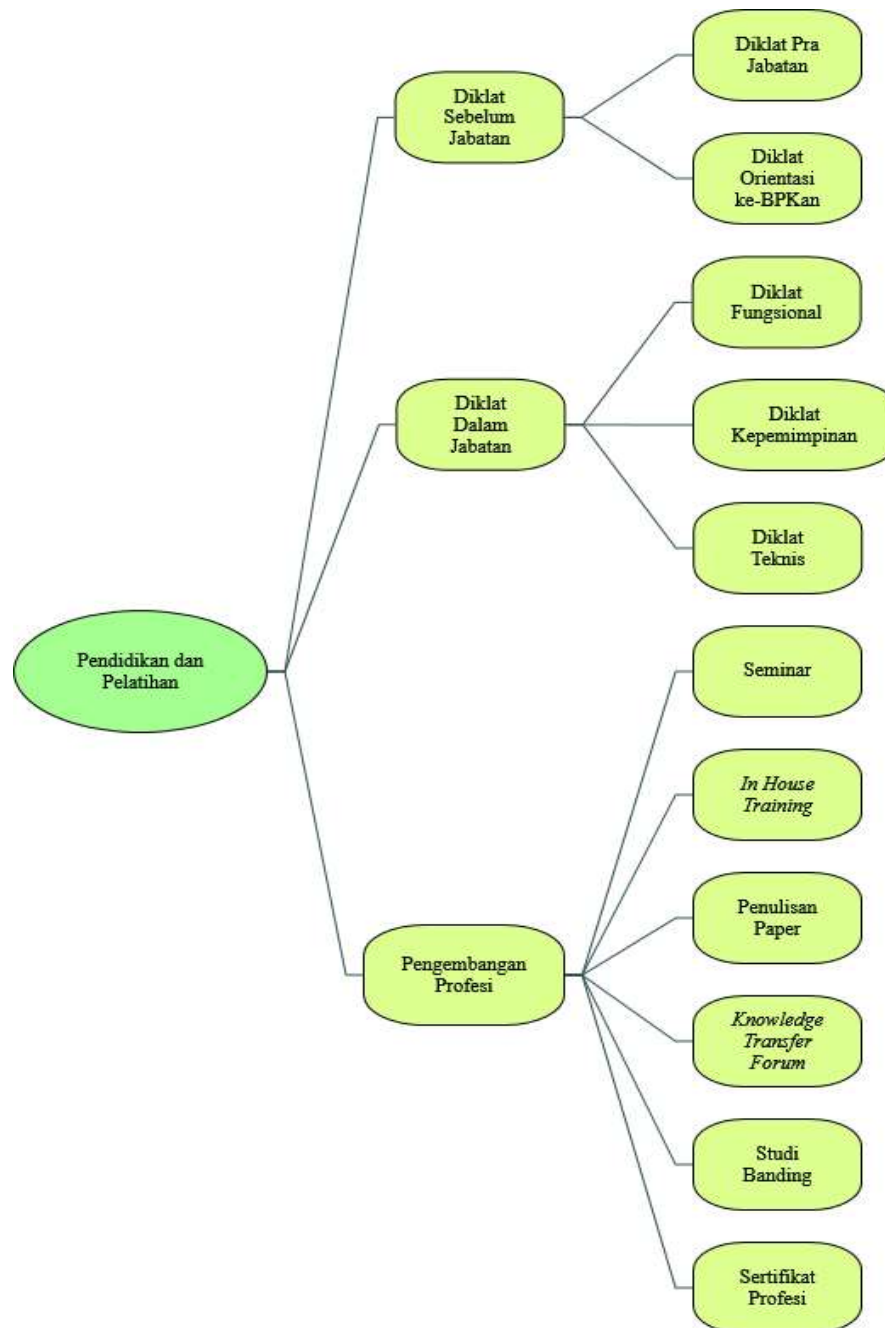 Pendidikan dan
Pelatihan
Diklat
Sebelum
Jabatan
Diklat Pra
Jabatan
Diklat
Orientasi
ke-BPKan
Diklat
Dalam
Jabatan
Diklat
Fungsional
Diklat
Kepemimpinan
Diklat
Teknis
Pengembangan
Profesi
Seminar
In House
Training
Penulisan
Paper
Knowledge
Transfer
Forum
Studi
Banding
Sertifikat
Profesi